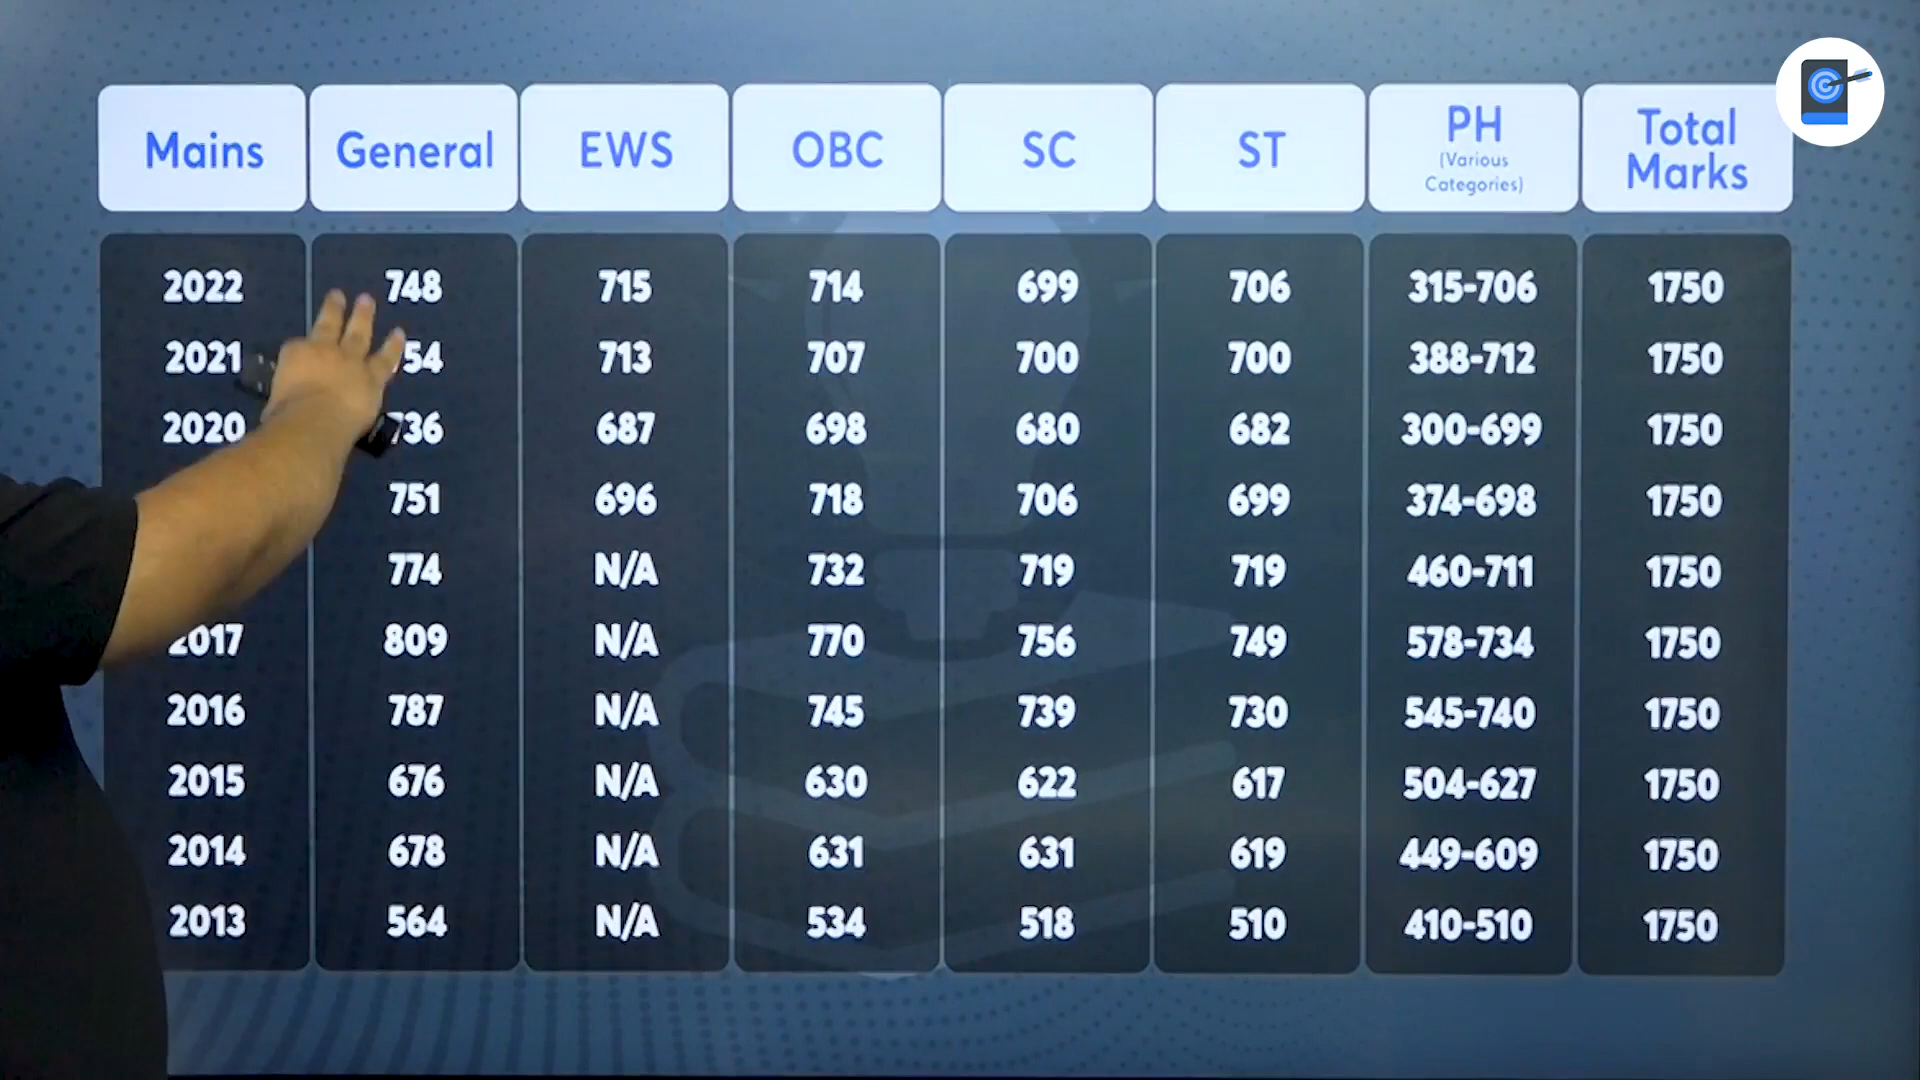 Mains General EWS OBC SC ST PH (Various Categories) Total Marks
2022 748 715 714 699 706 315-706 1750
2021 54 713 707 700 700 388-712 1750
2020 736 687 698 680 682 300-699 1750
751 696 718 706 699 374-698 1750
774 N/A 732 719 719 460-711 1750
2017 809 N/A 770 756 749 578-734 1750
2016 787 N/A 745 739 730 545-740 1750
2015 676 N/A 630 622 617 504-627 1750
2014 678 N/A 631 631 619 449-609 1750
2013 564 N/A 534 518 510 410-510 1750